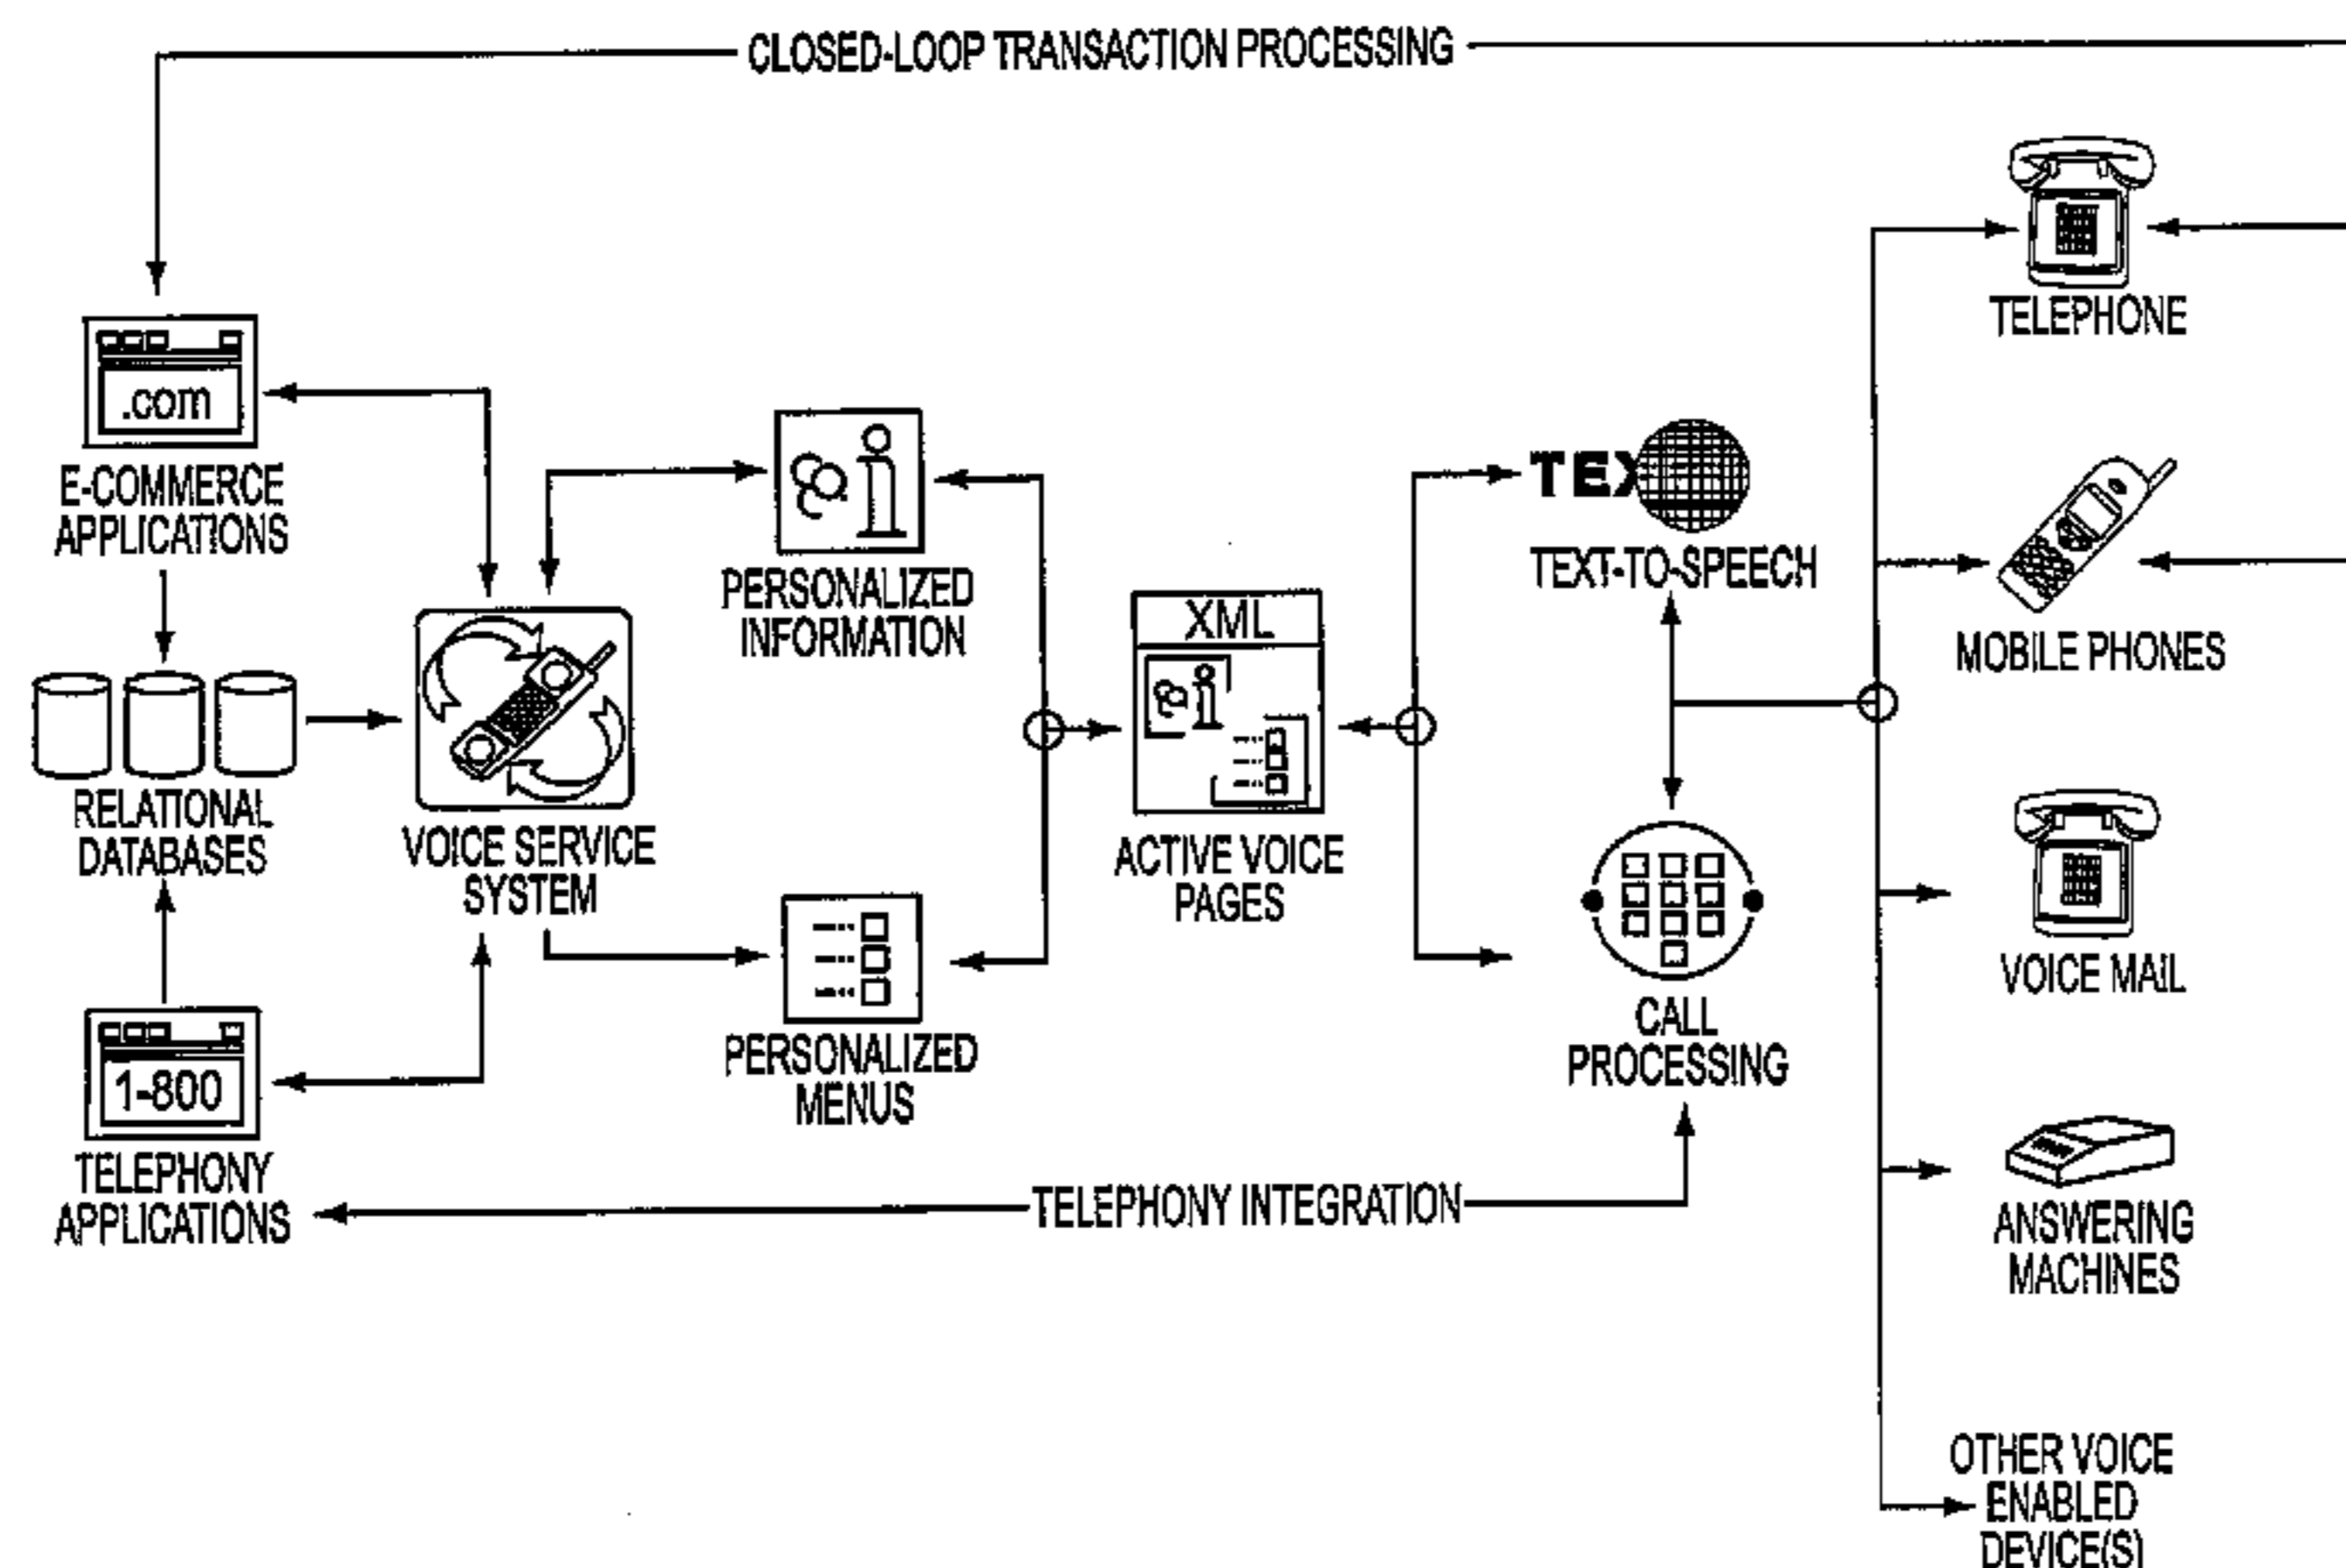 CLOSED-LOOP TRANSACTION PROCESSING
TELEPHONE
.com
E-COMMERCE
APPLICATIONS
PERSONALIZED
INFORMATION
TEX
TEXT-TO-SPEECH
MOBILE PHONES
XML
RELATIONAL
DATABASES
VOICE SERVICE
SYSTEM
ACTIVE VOICE
PAGES
VOICE MAIL
CALL
PROCESSING
PERSONALIZED
MENUS
1-800
TELEPHONY
APPLICATIONS
TELEPHONY INTEGRATION
ANSWERING
MACHINES
OTHER VOICE
ENABLED
DEVICE(S)